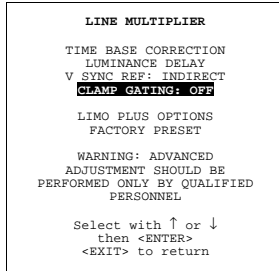 LINE MULTIPLIER
TIME BASE CORRECTION
LUMINANCE DELAY
V SYNC REF: INDIRECT
CLAMP GATING: OFF
LIMO PLUS OPTIONS
FACTORY PRESET
WARNING: ADVANCED
ADJUSTMENT SHOULD BE
PERFORMED ONLY BY QUALIFIED
PERSONNEL
Select with ↑ or ↓
then <ENTER>
<EXIT> to return